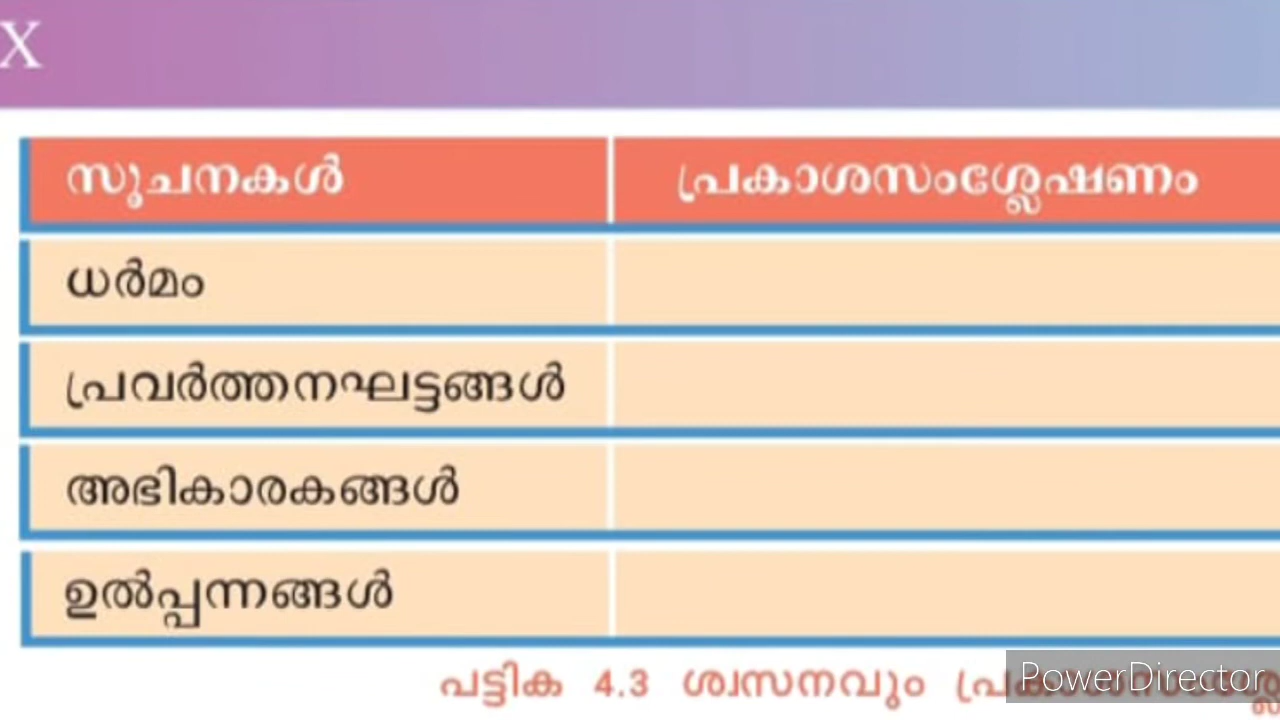 X
സൂചനകൾ പ്രകാശസംശ്ലേഷണം
ധർമം
പ്രവർത്തനഘട്ടങ്ങൾ
അഭികാരകങ്ങൾ
ഉൽപ്പന്നങ്ങൾ
പട്ടിക 4.3 ശ്വസനവും
PowerDirector